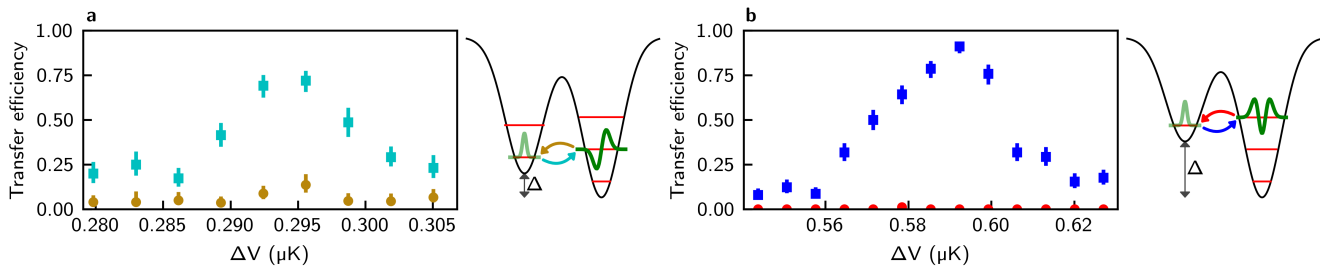 a
1.00
0.75
0.50
0.25
0.00
Transfer efficiency
0.280 0.285 0.290 0.295 0.300 0.305
ΔV (μK)
Δ
b
1.00
0.75
0.50
0.25
0.00
Transfer efficiency
0.56 0.58 0.60 0.62
ΔV (μK)
Δ